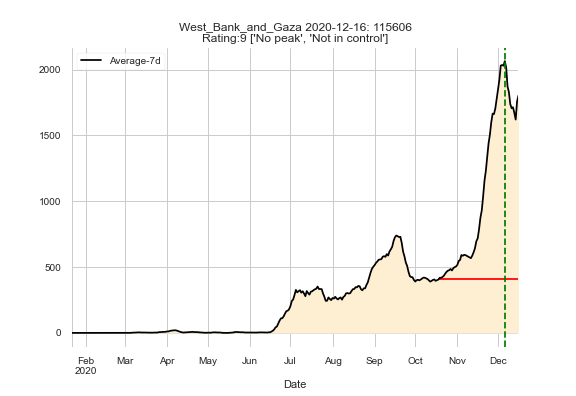 West_Bank_and_Gaza 2020-12-16: 115606
Rating:9 ['No peak', 'Not in control']
Average-7d
2000
1500
1000
500
0
Feb Mar Apr May Jun Jul Aug Sep Oct Nov Dec
2020
Date